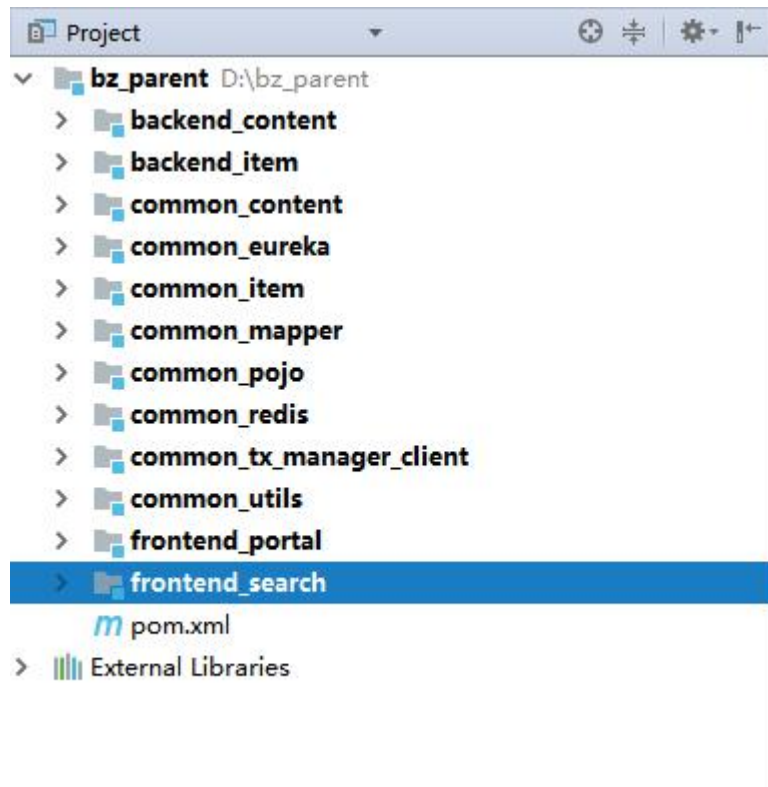 Project
bz_parent D:\bz_parent
backend_content
backend_item
common_content
common_eureka
common_item
common_mapper
common_pojo
common_redis
common_tx_manager_client
common_utils
frontend_portal
frontend_search
m pom.xml
External Libraries